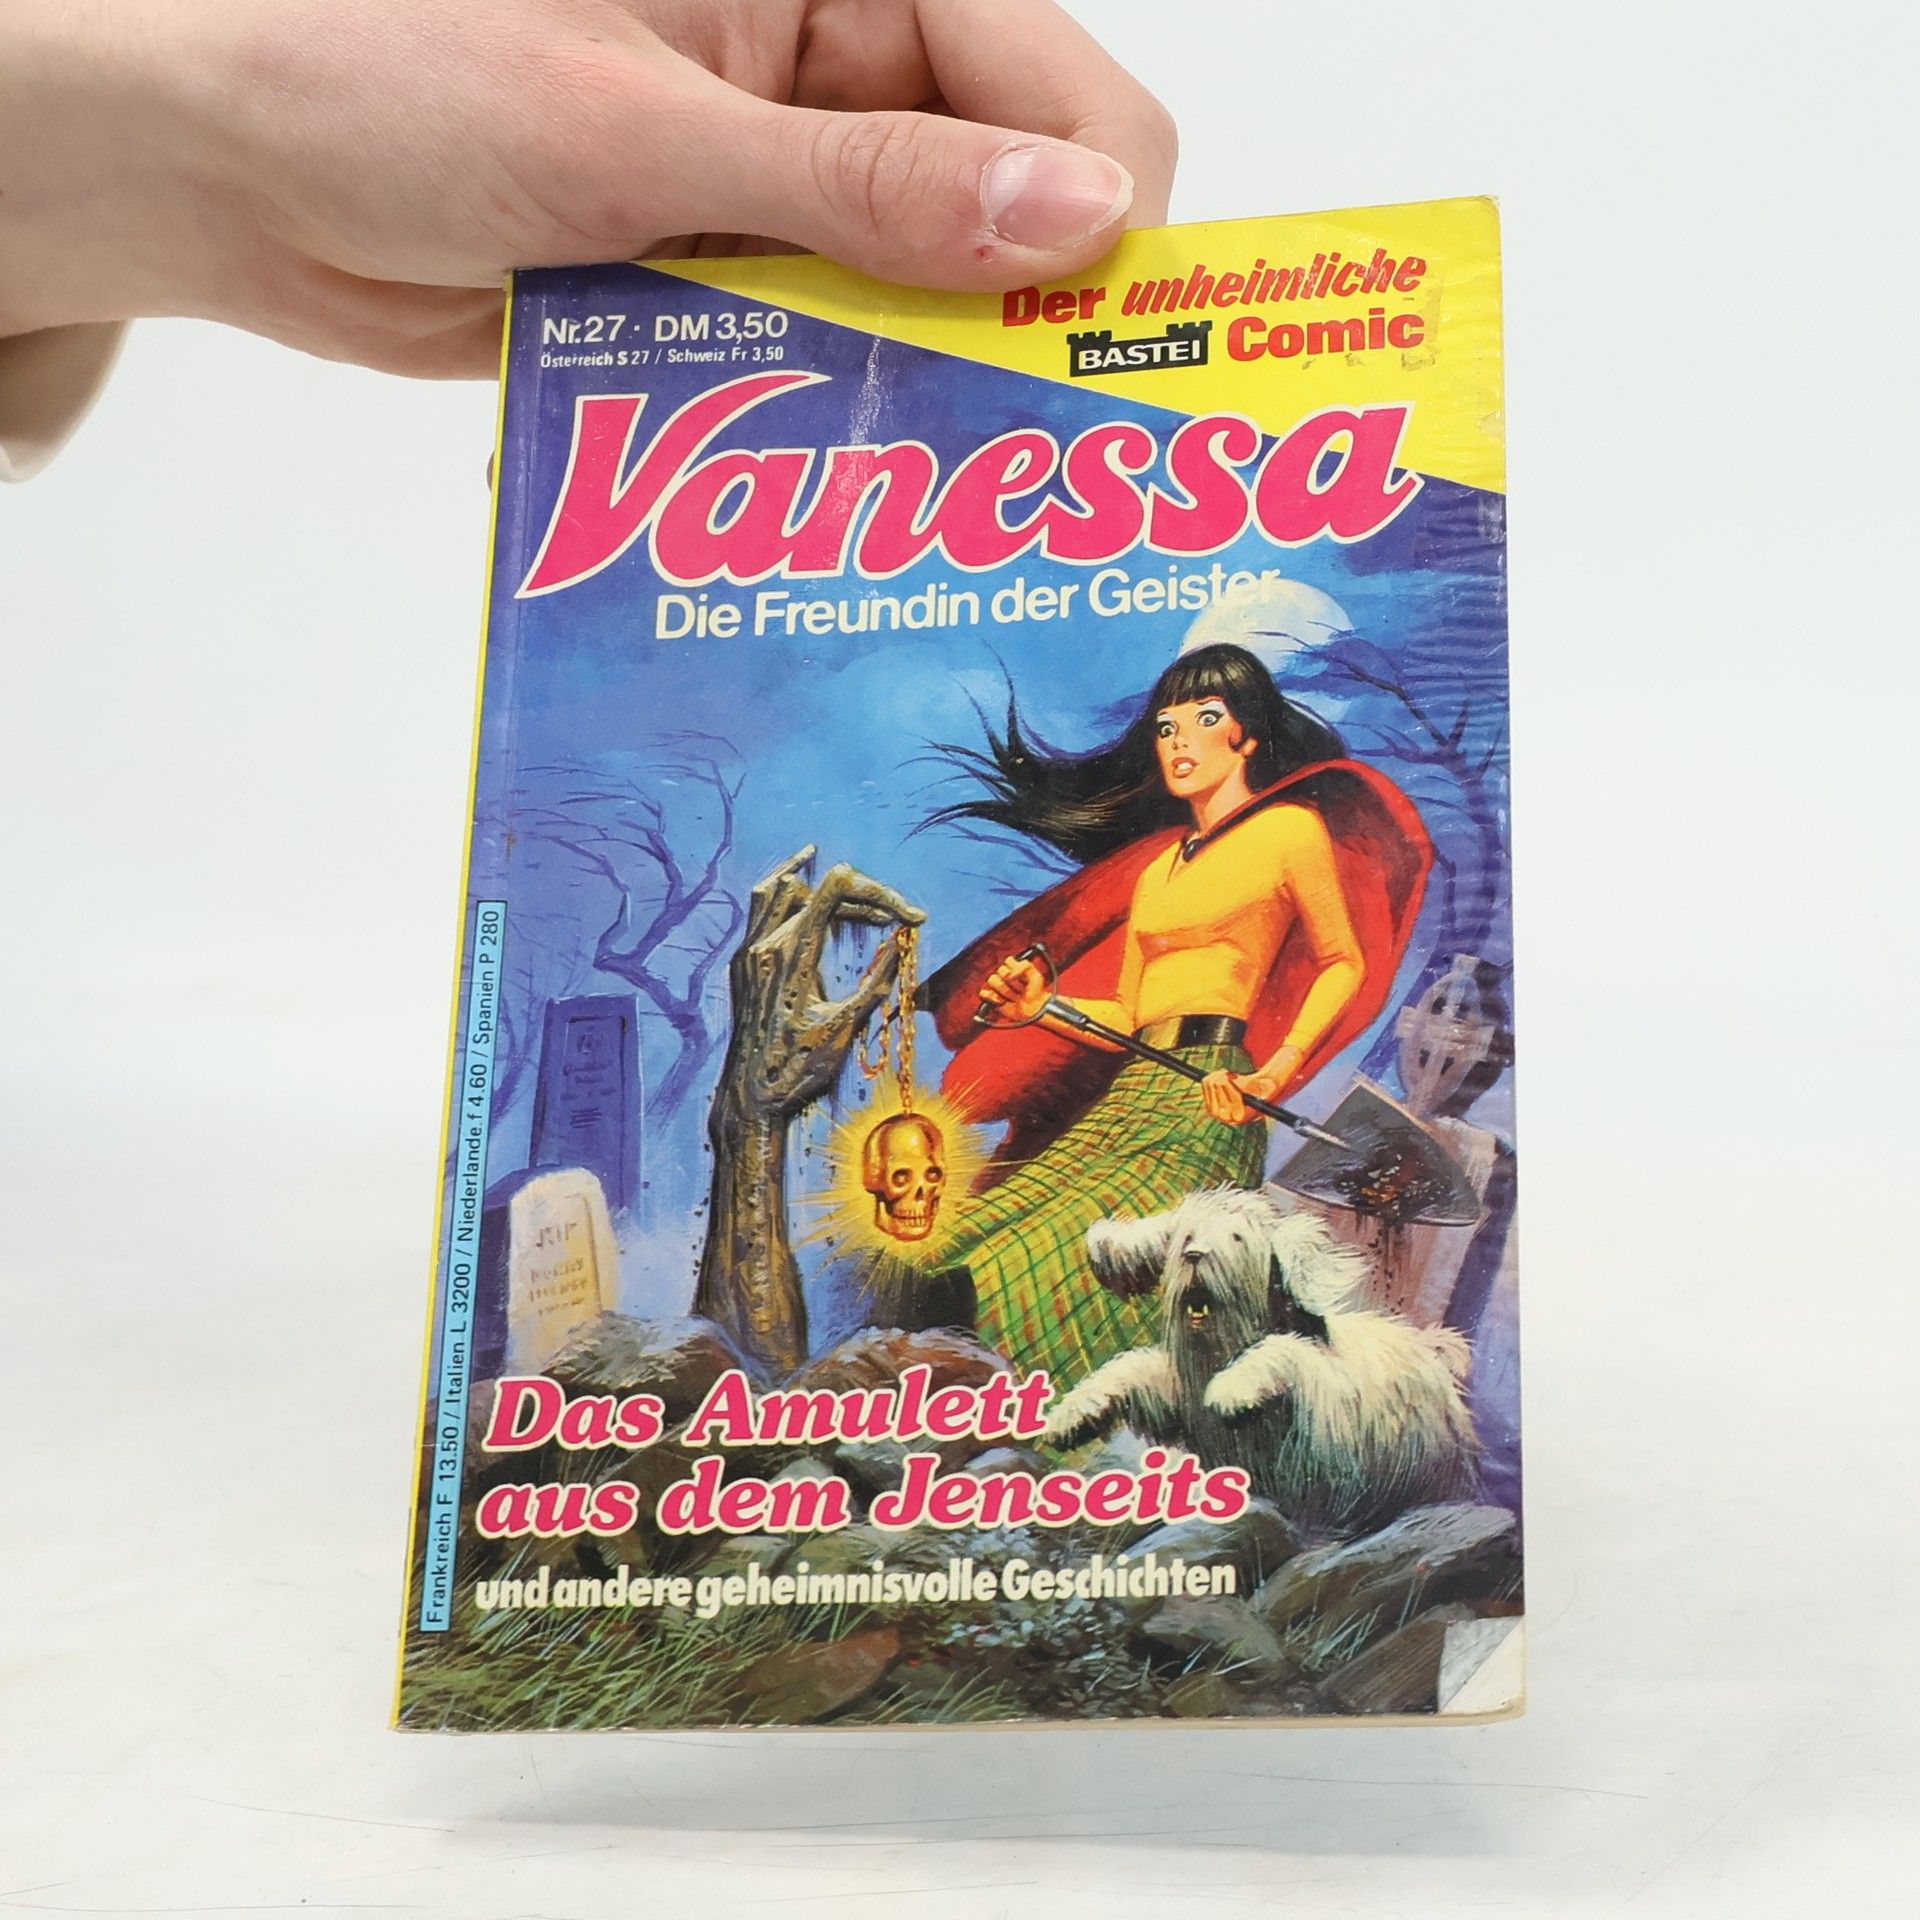 Nr. 27 · DM 3,50
Österreich S 27 / Schweiz Fr 3,50
Der unheimliche
BASTEI Comic
Vanessa
Die Freundin der Geister
Frankreich F 13.50 / Italien L 3200 / Niederlande f 4.60 / Spanien P 280
RIP
Das Amulett
aus dem Jenseits
und andere geheimnisvolle Geschichten